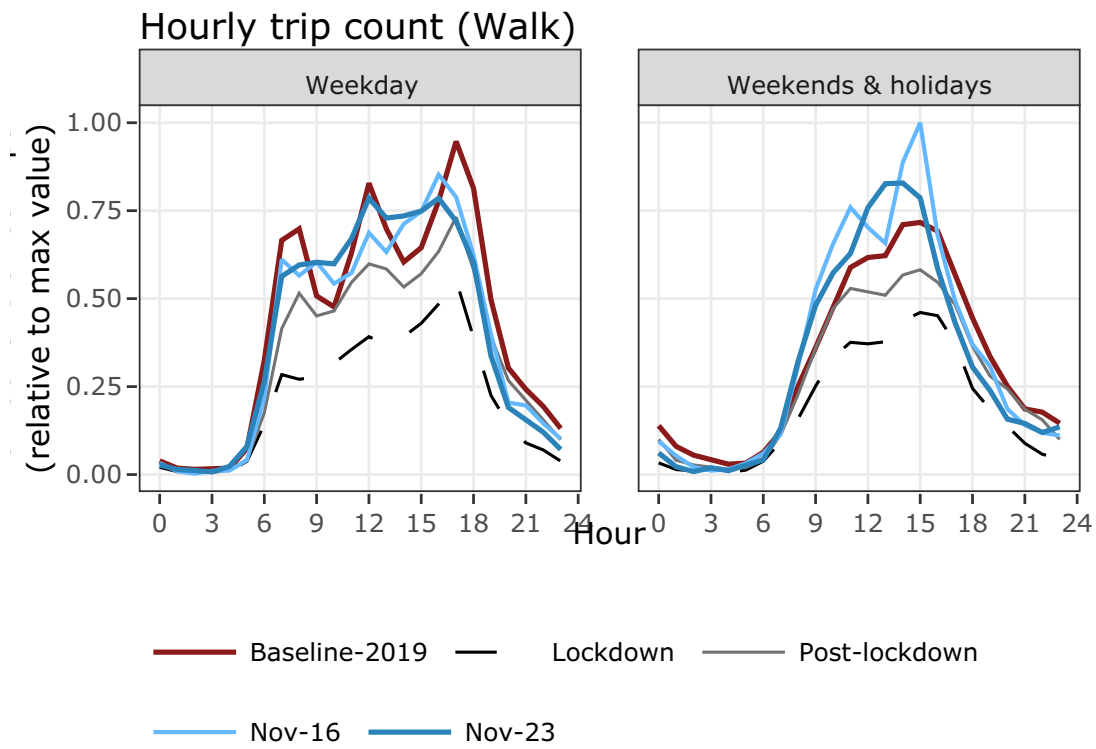 Hourly trip count (Walk)
Weekday
Weekends & holidays
(relative to max value)
1.00
0.75
0.50
0.25
0.00
0 3 6 9 12 15 18 21 24
0 3 6 9 12 15 18 21 24
Hour
Baseline-2019 Lockdown Post-lockdown
Nov-16 Nov-23